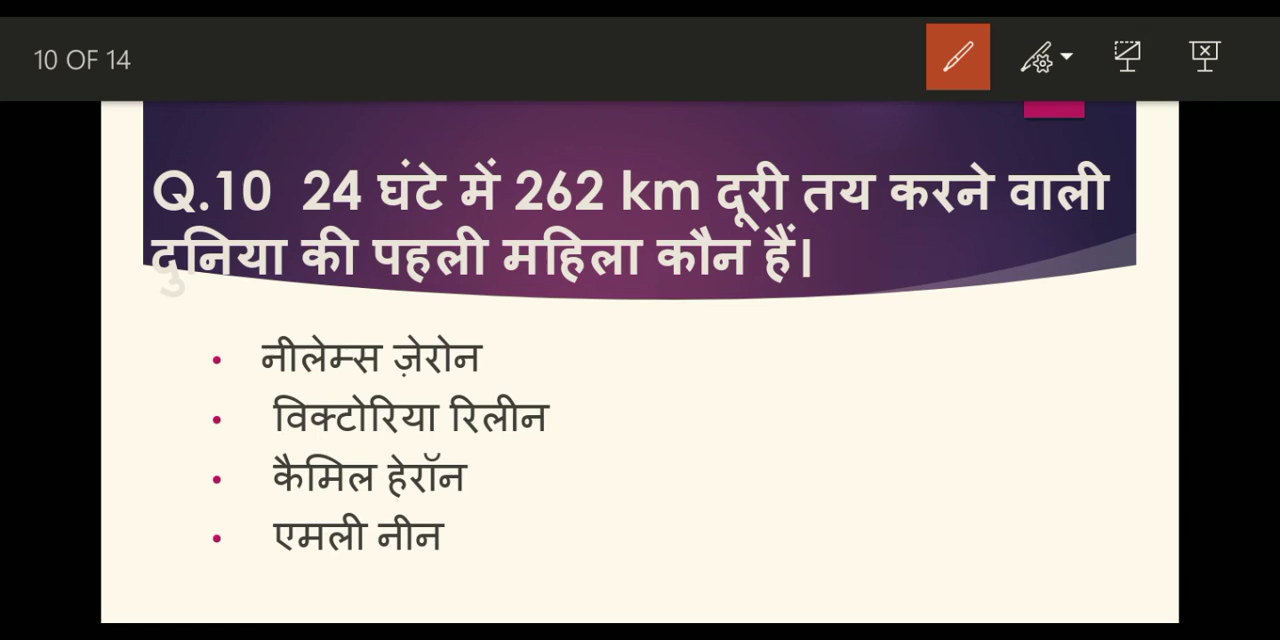 10 OF 14
Q.10 24 घंटे में 262 km दूरी तय करने वाली
दुनिया की पहली महिला कौन हैं।
• नीलेम्स ज़ेरोन
• विक्टोरिया रिलीन
• कैमिल हेरॉन
• एमली नीन